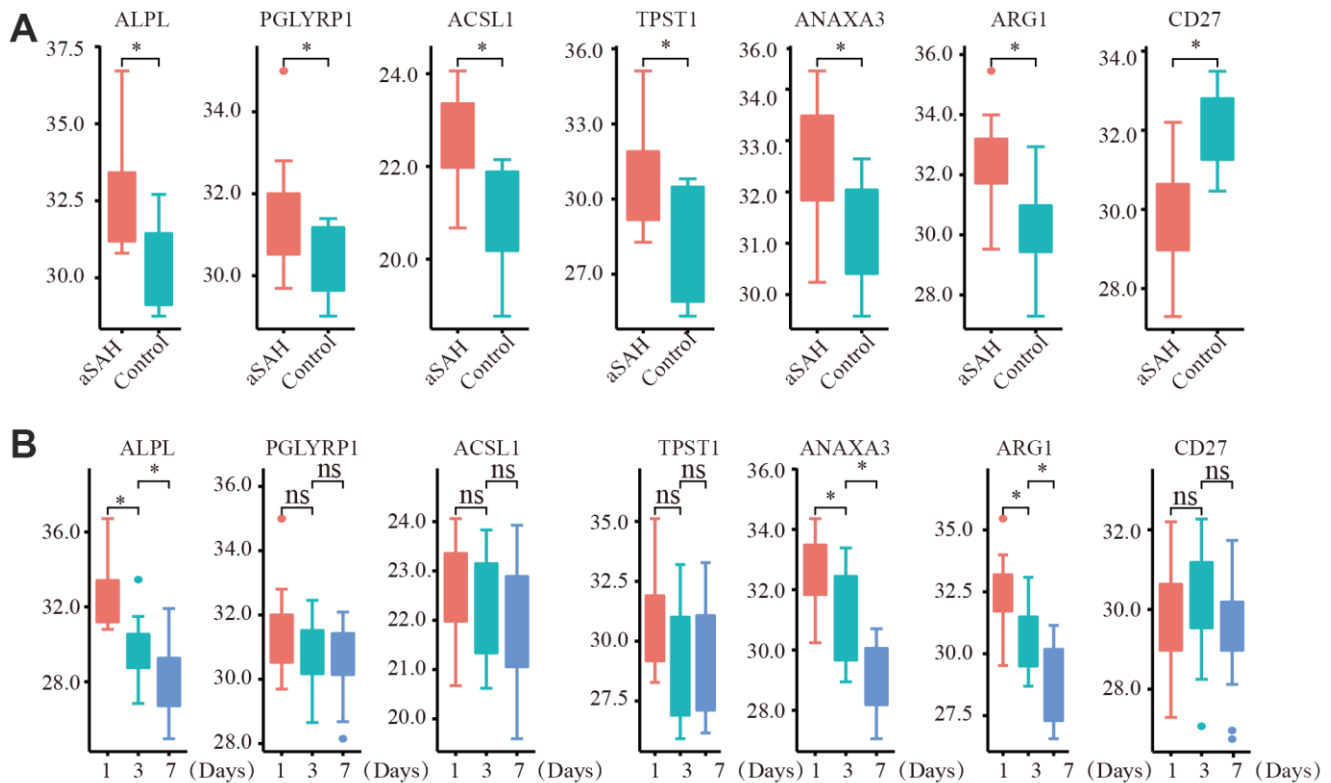 A
ALPL PGLYRP1 ACSL1 TPST1 ANAXA3 ARG1 CD27
* * * * * * *
37.5 35.0 32.5 30.0
34.0 32.0 30.0
24.0 22.0 20.0
36.0 33.0 30.0 27.0
36.0 34.0 33.0 32.0 31.0 30.0
36.0 34.0 32.0 30.0 28.0
34.0 32.0 30.0 28.0
aSAH Control aSAH Control aSAH Control aSAH Control aSAH Control aSAH Control aSAH Control
B
ALPL PGLYRP1 ACSL1 TPST1 ANAXA3 ARG1 CD27
* * ns ns ns ns ns ns * * * * ns ns
36.0 32.0 28.0
36.0 34.0 32.0 30.0 28.0
24.0 23.0 22.0 21.0 20.0
35.0 32.5 30.0 27.5
36.0 34.0 32.0 30.0 28.0
35.0 32.5 30.0 27.5
32.0 30.0 28.0
1 3 7 (Days) 1 3 7 (Days) 1 3 7 (Days) 1 3 7 (Days) 1 3 7 (Days) 1 3 7 (Days) 1 3 7 (Days)